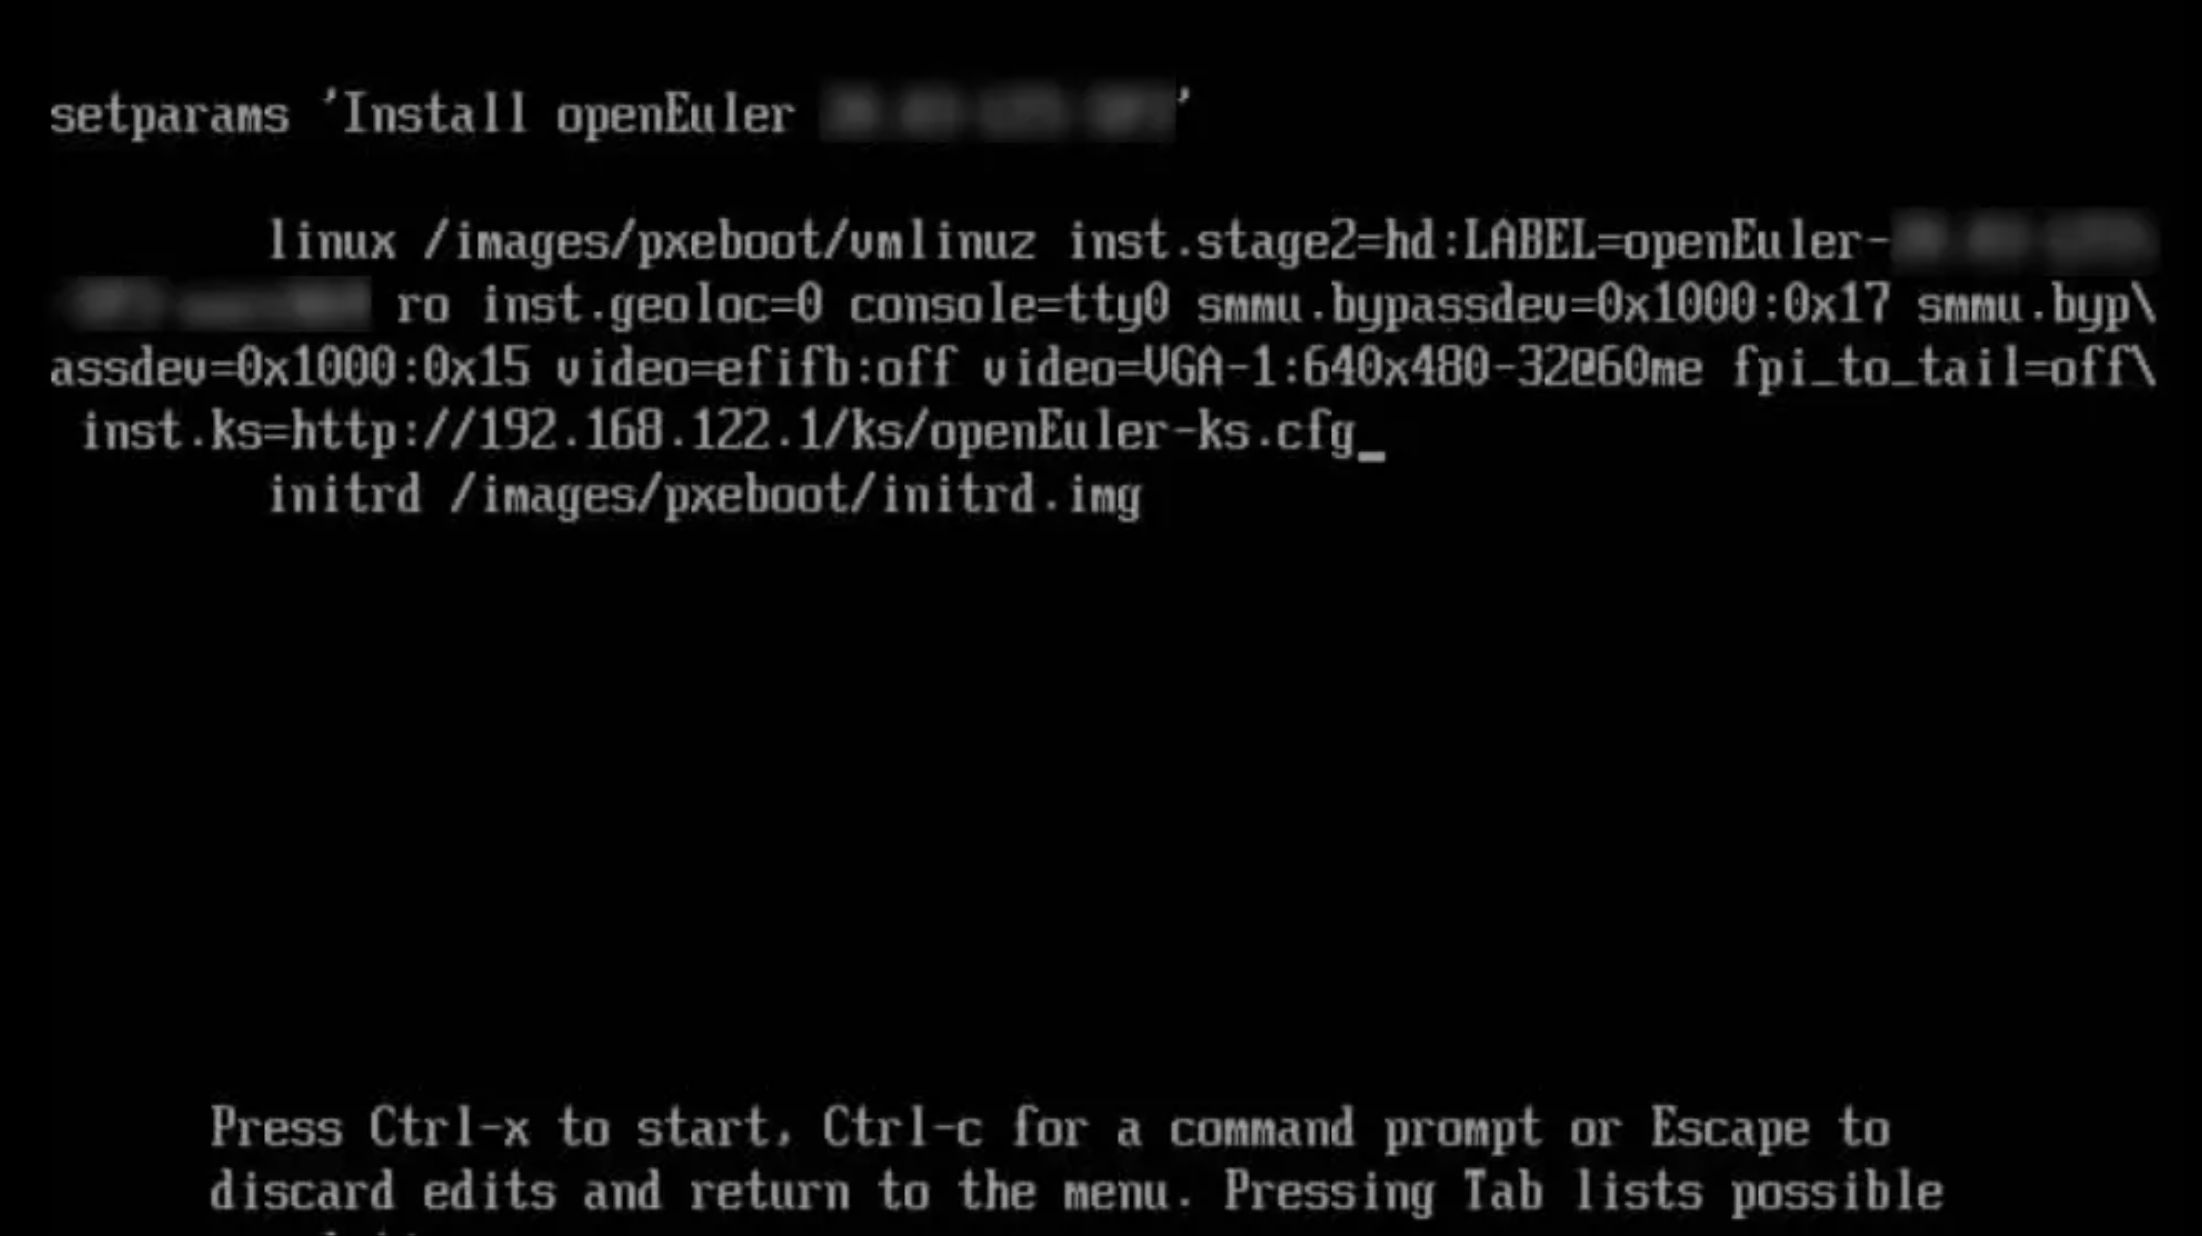 setparams 'Install openEuler '
linux /images/pxeboot/vmlinuz inst.stage2=hd:LABEL=openEuler-
ro inst.geoloc=0 console=tty0 smmu.bypassdev=0x1000:0x17 smmu.byp\
assdev=0x1000:0x15 video=efifb:off video=VGA-1:640x480-32@60me fpi_to_tail=off\
inst.ks=http://192.168.122.1/ks/openEuler-ks.cfg_
initrd /images/pxeboot/initrd.img
Press Ctrl-x to start, Ctrl-c for a command prompt or Escape to
discard edits and return to the menu. Pressing Tab lists possible